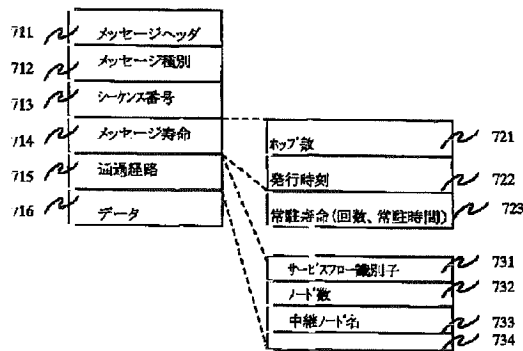 711 メッセージヘッダ
712 メッセージ種別
713 シーケンス番号
714 メッセージ寿命
715 通過経路
716 データ
ホップ数 721
発行時刻 722
常駐寿命(回数、常駐時間) 723
サービスフロー識別子 731
ノード数 732
中継ノード名 733
734